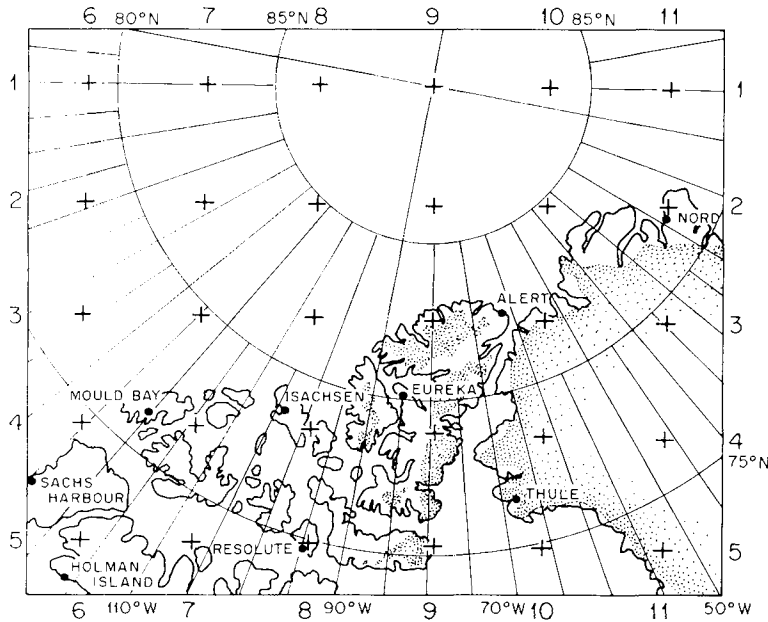 6 80°N 7 85°N 8 9 10 85°N 11
1 1
2 2
NORD
ALERT
3 3
MOULD BAY ISACHSEN EUREKA
4 4
75°N
SACHS
HARBOUR THULE
5 RESOLUTE 5
HOLMAN
ISLAND
6 110°W 7 8 90°W 9 70°W 10 11 50°W